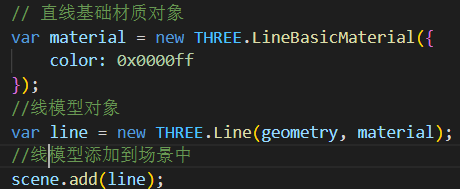 // 直线基础材质对象
var material = new THREE.LineBasicMaterial({
    color: 0x0000ff
});
//线模型对象
var line = new THREE.Line(geometry, material);
//线模型添加到场景中
scene.add(line);